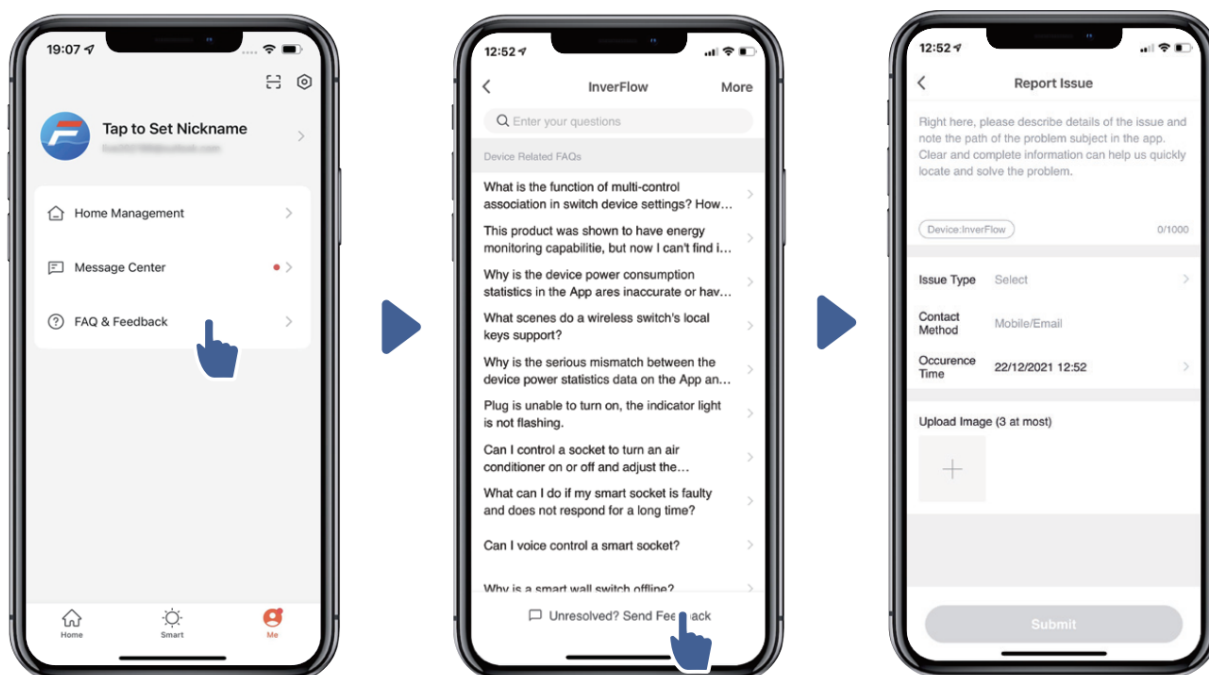 19:07
Tap to Set Nickname
Home Management
Message Center
FAQ & Feedback
Home
Smart
Me
12:52
InverFlow
More
Enter your questions
Device Related FAQs
What is the function of multi-control
association in switch device settings? How...
This product was shown to have energy
monitoring capabilitie, but now I can't find i...
Why is the device power consumption
statistics in the App ares inaccurate or hav...
What scenes do a wireless switch's local
keys support?
Why is the serious mismatch between the
device power statistics data on the App an...
Plug is unable to turn on, the indicator light
is not flashing.
Can I control a socket to turn an air
conditioner on or off and adjust the...
What can I do if my smart socket is faulty
and does not respond for a long time?
Can I voice control a smart socket?
Why is a smart wall switch offline?
Unresolved? Send Fee ack
12:52
Report Issue
Right here, please describe details of the issue and
note the path of the problem subject in the app.
Clear and complete information can help us quickly
locate and solve the problem.
Device:InverFlow
0/1000
Issue Type
Select
Contact
Method
Mobile/Email
Occurence
Time
22/12/2021 12:52
Upload Image (3 at most)
Submit